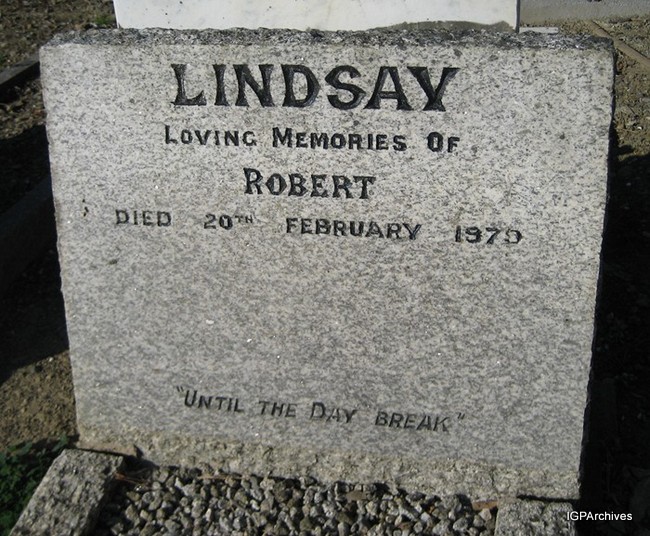 LINDSAY
LOVING MEMORIES OF
ROBERT
DIED 20TH FEBRUARY 1979
"UNTIL THE DAY BREAK"
IGPArchives